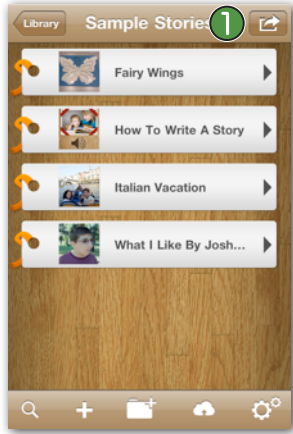 Library
Sample Stories
1
Fairy Wings
How To Write A Story
Italian Vacation
What I Like By Josh...